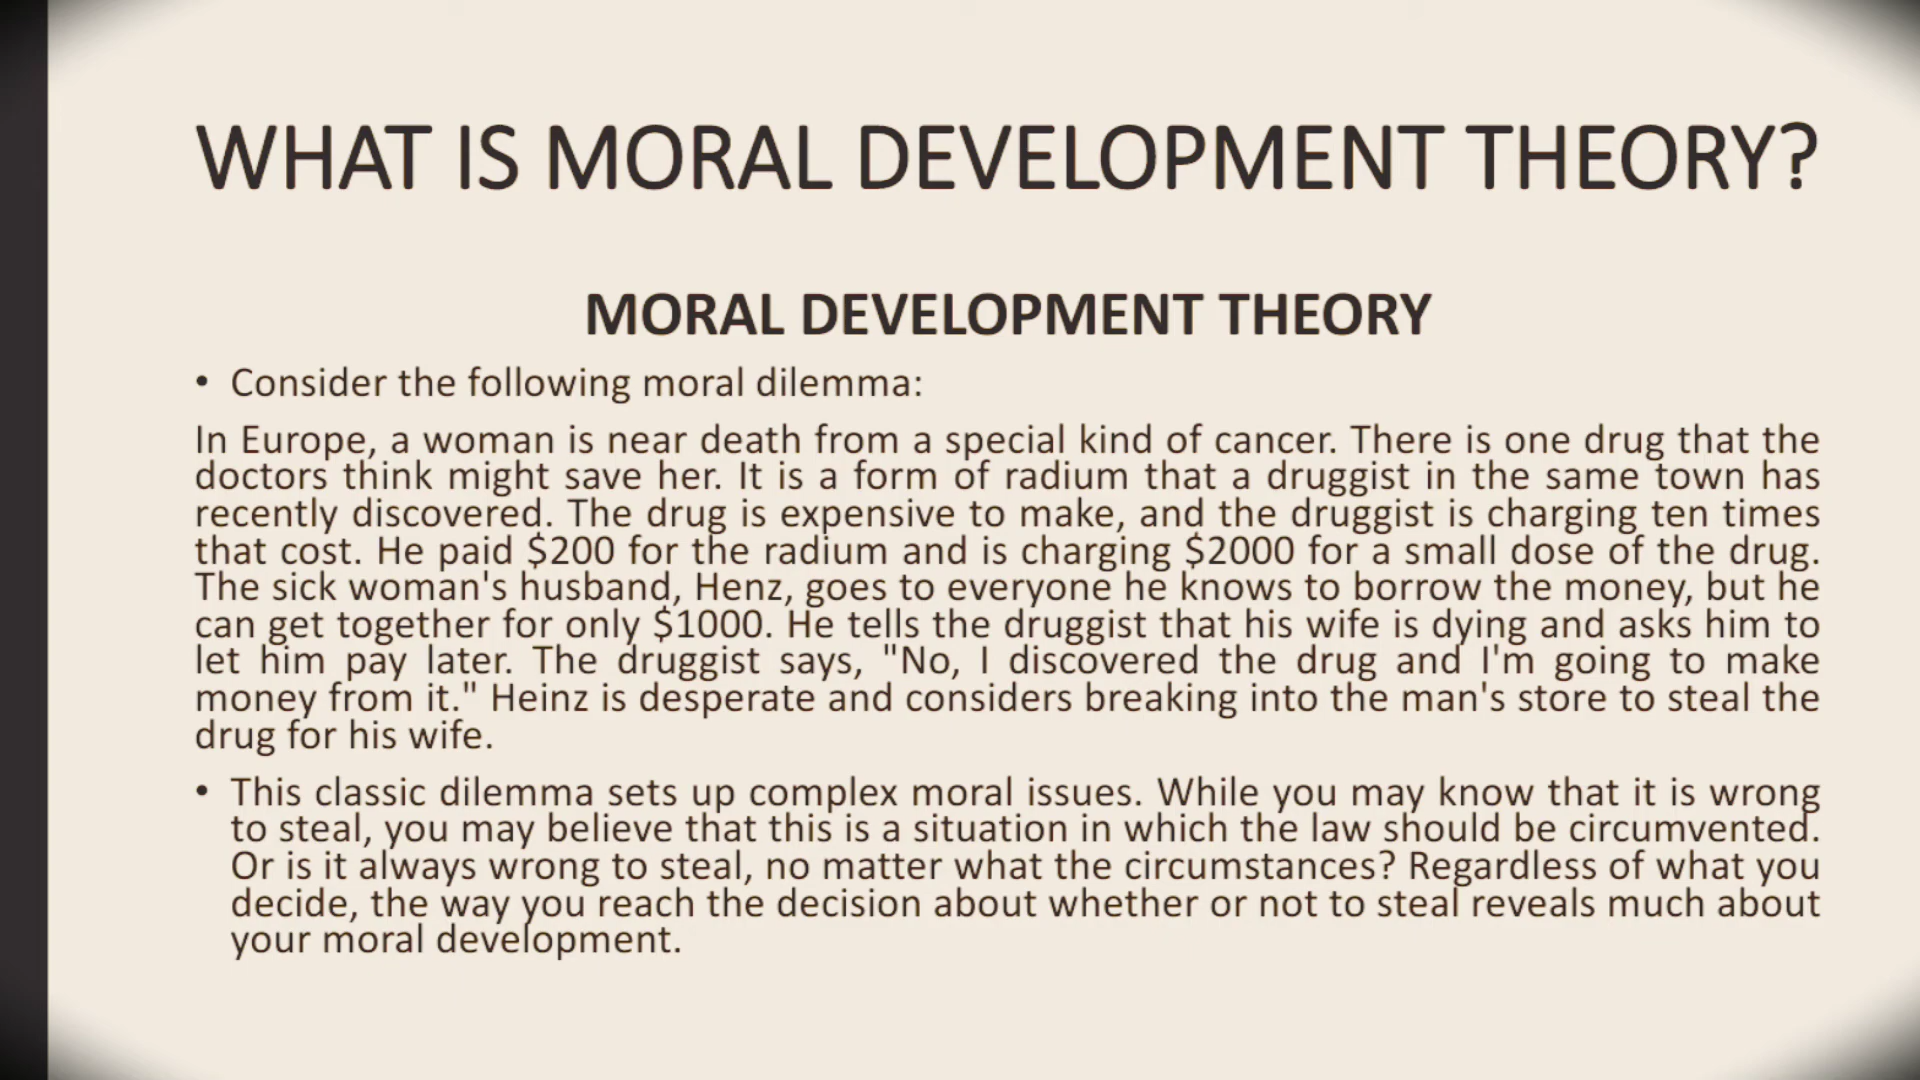 WHAT IS MORAL DEVELOPMENT THEORY?
MORAL DEVELOPMENT THEORY
• Consider the following moral dilemma:
In Europe, a woman is near death from a special kind of cancer. There is one drug that the
doctors think might save her. It is a form of radium that a druggist in the same town has
recently discovered. The drug is expensive to make, and the druggist is charging ten times
that cost. He paid $200 for the radium and is charging $2000 for a small dose of the drug.
The sick woman's husband, Henz, goes to everyone he knows to borrow the money, but he
can get together for only $1000. He tells the druggist that his wife is dying and asks him to
let him pay later. The druggist says, "No, I discovered the drug and I'm going to make
money from it." Heinz is desperate and considers breaking into the man's store to steal the
drug for his wife.
• This classic dilemma sets up complex moral issues. While you may know that it is wrong
to steal, you may believe that this is a situation in which the law should be circumvented.
Or is it always wrong to steal, no matter what the circumstances? Regardless of what you
decide, the way you reach the decision about whether or not to steal reveals much about
your moral development.